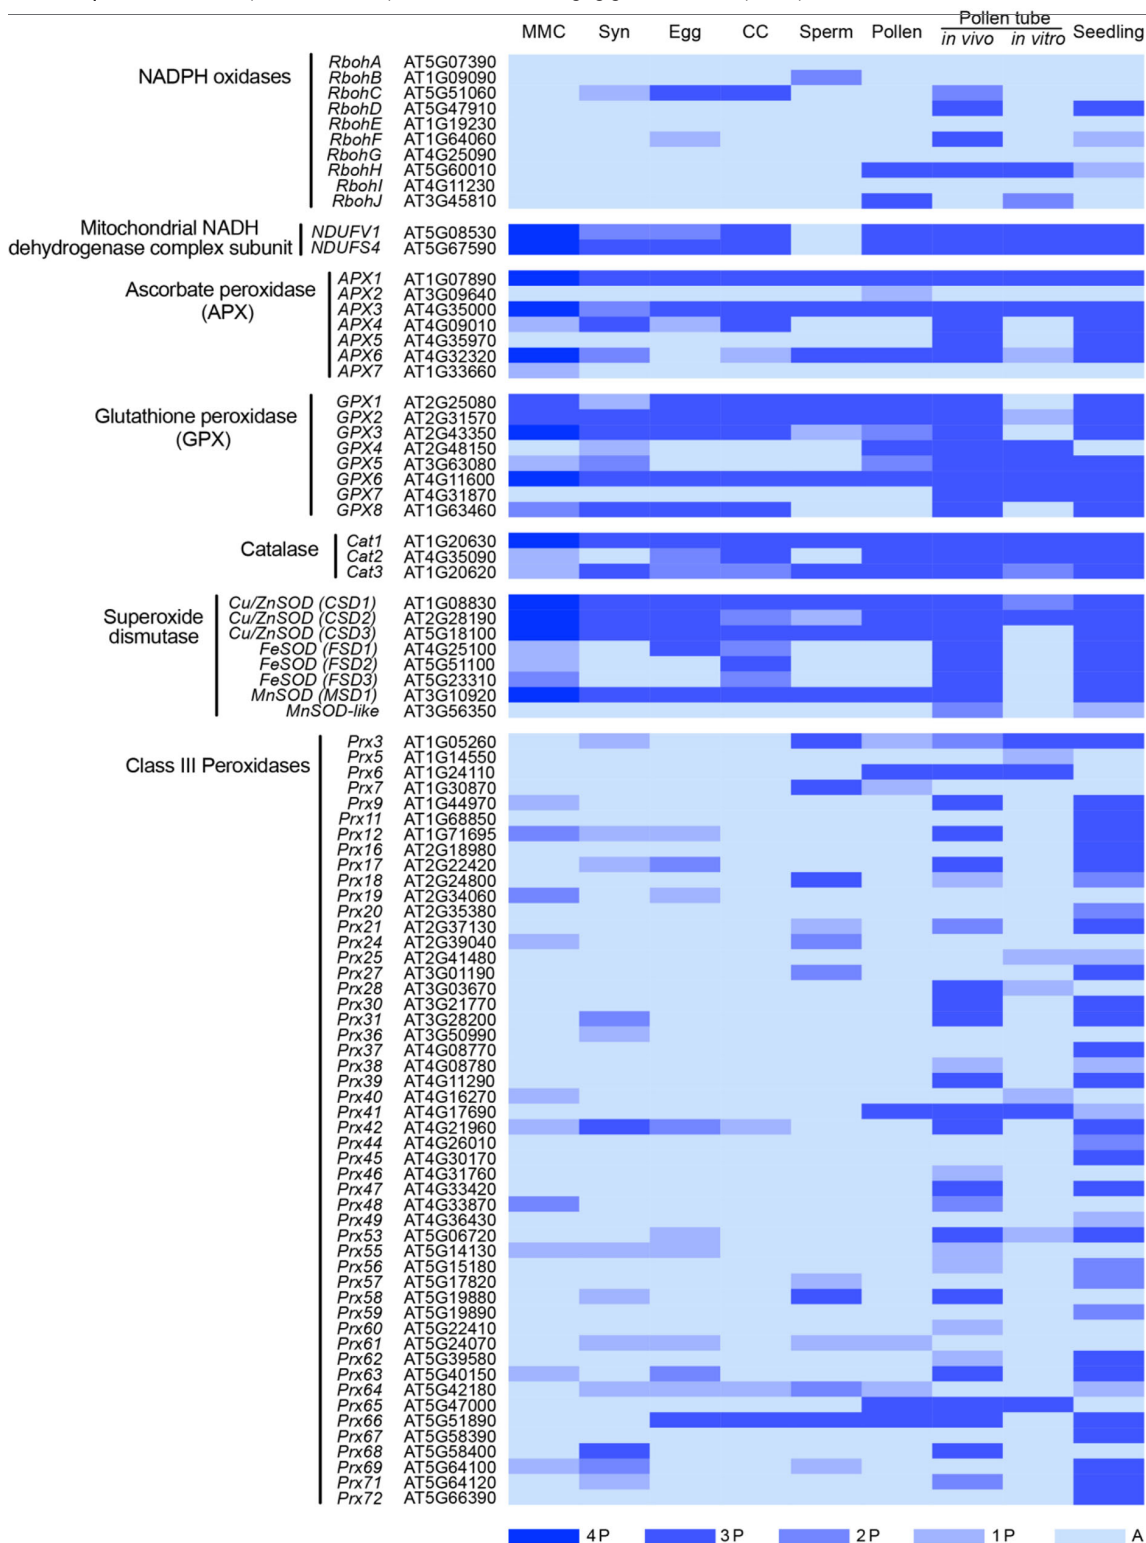 Pollen tube
MMC Syn Egg CC Sperm Pollen in vivo in vitro Seedling
NADPH oxidases
RbohA AT5G07390
RbohB AT1G09090
RbohC AT5G51060
RbohD AT5G47910
RbohE AT1G19230
RbohF AT1G64060
RbohG AT4G25090
RbohH AT5G60010
RbohI AT4G11230
RbohJ AT3G45810
Mitochondrial NADH
dehydrogenase complex subunit
NDUFV1 AT5G08530
NDUFS4 AT5G67590
Ascorbate peroxidase
(APX)
APX1 AT1G07890
APX2 AT3G09640
APX3 AT4G35000
APX4 AT4G09010
APX5 AT4G35970
APX6 AT4G32320
APX7 AT1G33660
Glutathione peroxidase
(GPX)
GPX1 AT2G25080
GPX2 AT2G31570
GPX3 AT2G43350
GPX4 AT2G48150
GPX5 AT3G63080
GPX6 AT4G11600
GPX7 AT4G31870
GPX8 AT1G63460
Catalase
Cat1 AT1G20630
Cat2 AT4G35090
Cat3 AT1G20620
Superoxide
dismutase
Cu/ZnSOD (CSD1) AT1G08830
Cu/ZnSOD (CSD2) AT2G28190
Cu/ZnSOD (CSD3) AT5G18100
FeSOD (FSD1) AT4G25100
FeSOD (FSD2) AT5G51100
FeSOD (FSD3) AT5G23310
MnSOD (MSD1) AT3G10920
MnSOD-like AT3G56350
Class III Peroxidases
Prx3 AT1G05260
Prx5 AT1G14550
Prx6 AT1G24110
Prx7 AT1G30870
Prx9 AT1G44970
Prx11 AT1G68850
Prx12 AT1G71695
Prx16 AT2G18980
Prx17 AT2G22420
Prx18 AT2G24800
Prx19 AT2G34060
Prx20 AT2G35380
Prx21 AT2G37130
Prx24 AT2G39040
Prx25 AT2G41480
Prx27 AT3G01190
Prx28 AT3G03670
Prx30 AT3G21770
Prx31 AT3G28200
Prx36 AT3G50990
Prx37 AT4G08770
Prx38 AT4G08780
Prx39 AT4G11290
Prx40 AT4G16270
Prx41 AT4G17690
Prx42 AT4G21960
Prx44 AT4G26010
Prx45 AT4G30170
Prx46 AT4G31760
Prx47 AT4G33420
Prx48 AT4G33870
Prx49 AT4G36430
Prx53 AT5G06720
Prx55 AT5G14130
Prx56 AT5G15180
Prx57 AT5G17820
Prx58 AT5G19880
Prx59 AT5G19890
Prx60 AT5G22410
Prx61 AT5G24070
Prx62 AT5G39580
Prx63 AT5G40150
Prx64 AT5G42180
Prx65 AT5G47000
Prx66 AT5G51890
Prx67 AT5G58390
Prx68 AT5G58400
Prx69 AT5G64100
Prx71 AT5G64120
Prx72 AT5G66390
4 P 3 P 2 P 1 P A